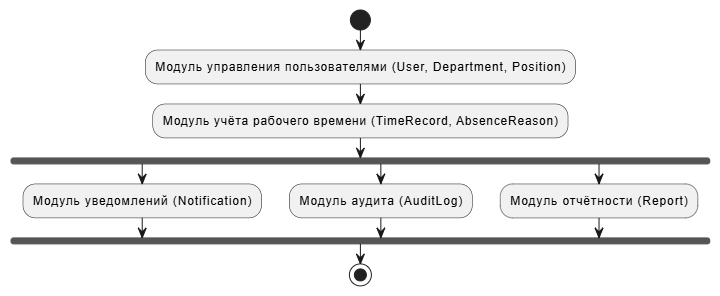 Модуль управления пользователями (User, Department, Position)
Модуль учёта рабочего времени (TimeRecord, AbsenceReason)
Модуль уведомлений (Notification)
Модуль аудита (AuditLog)
Модуль отчётности (Report)